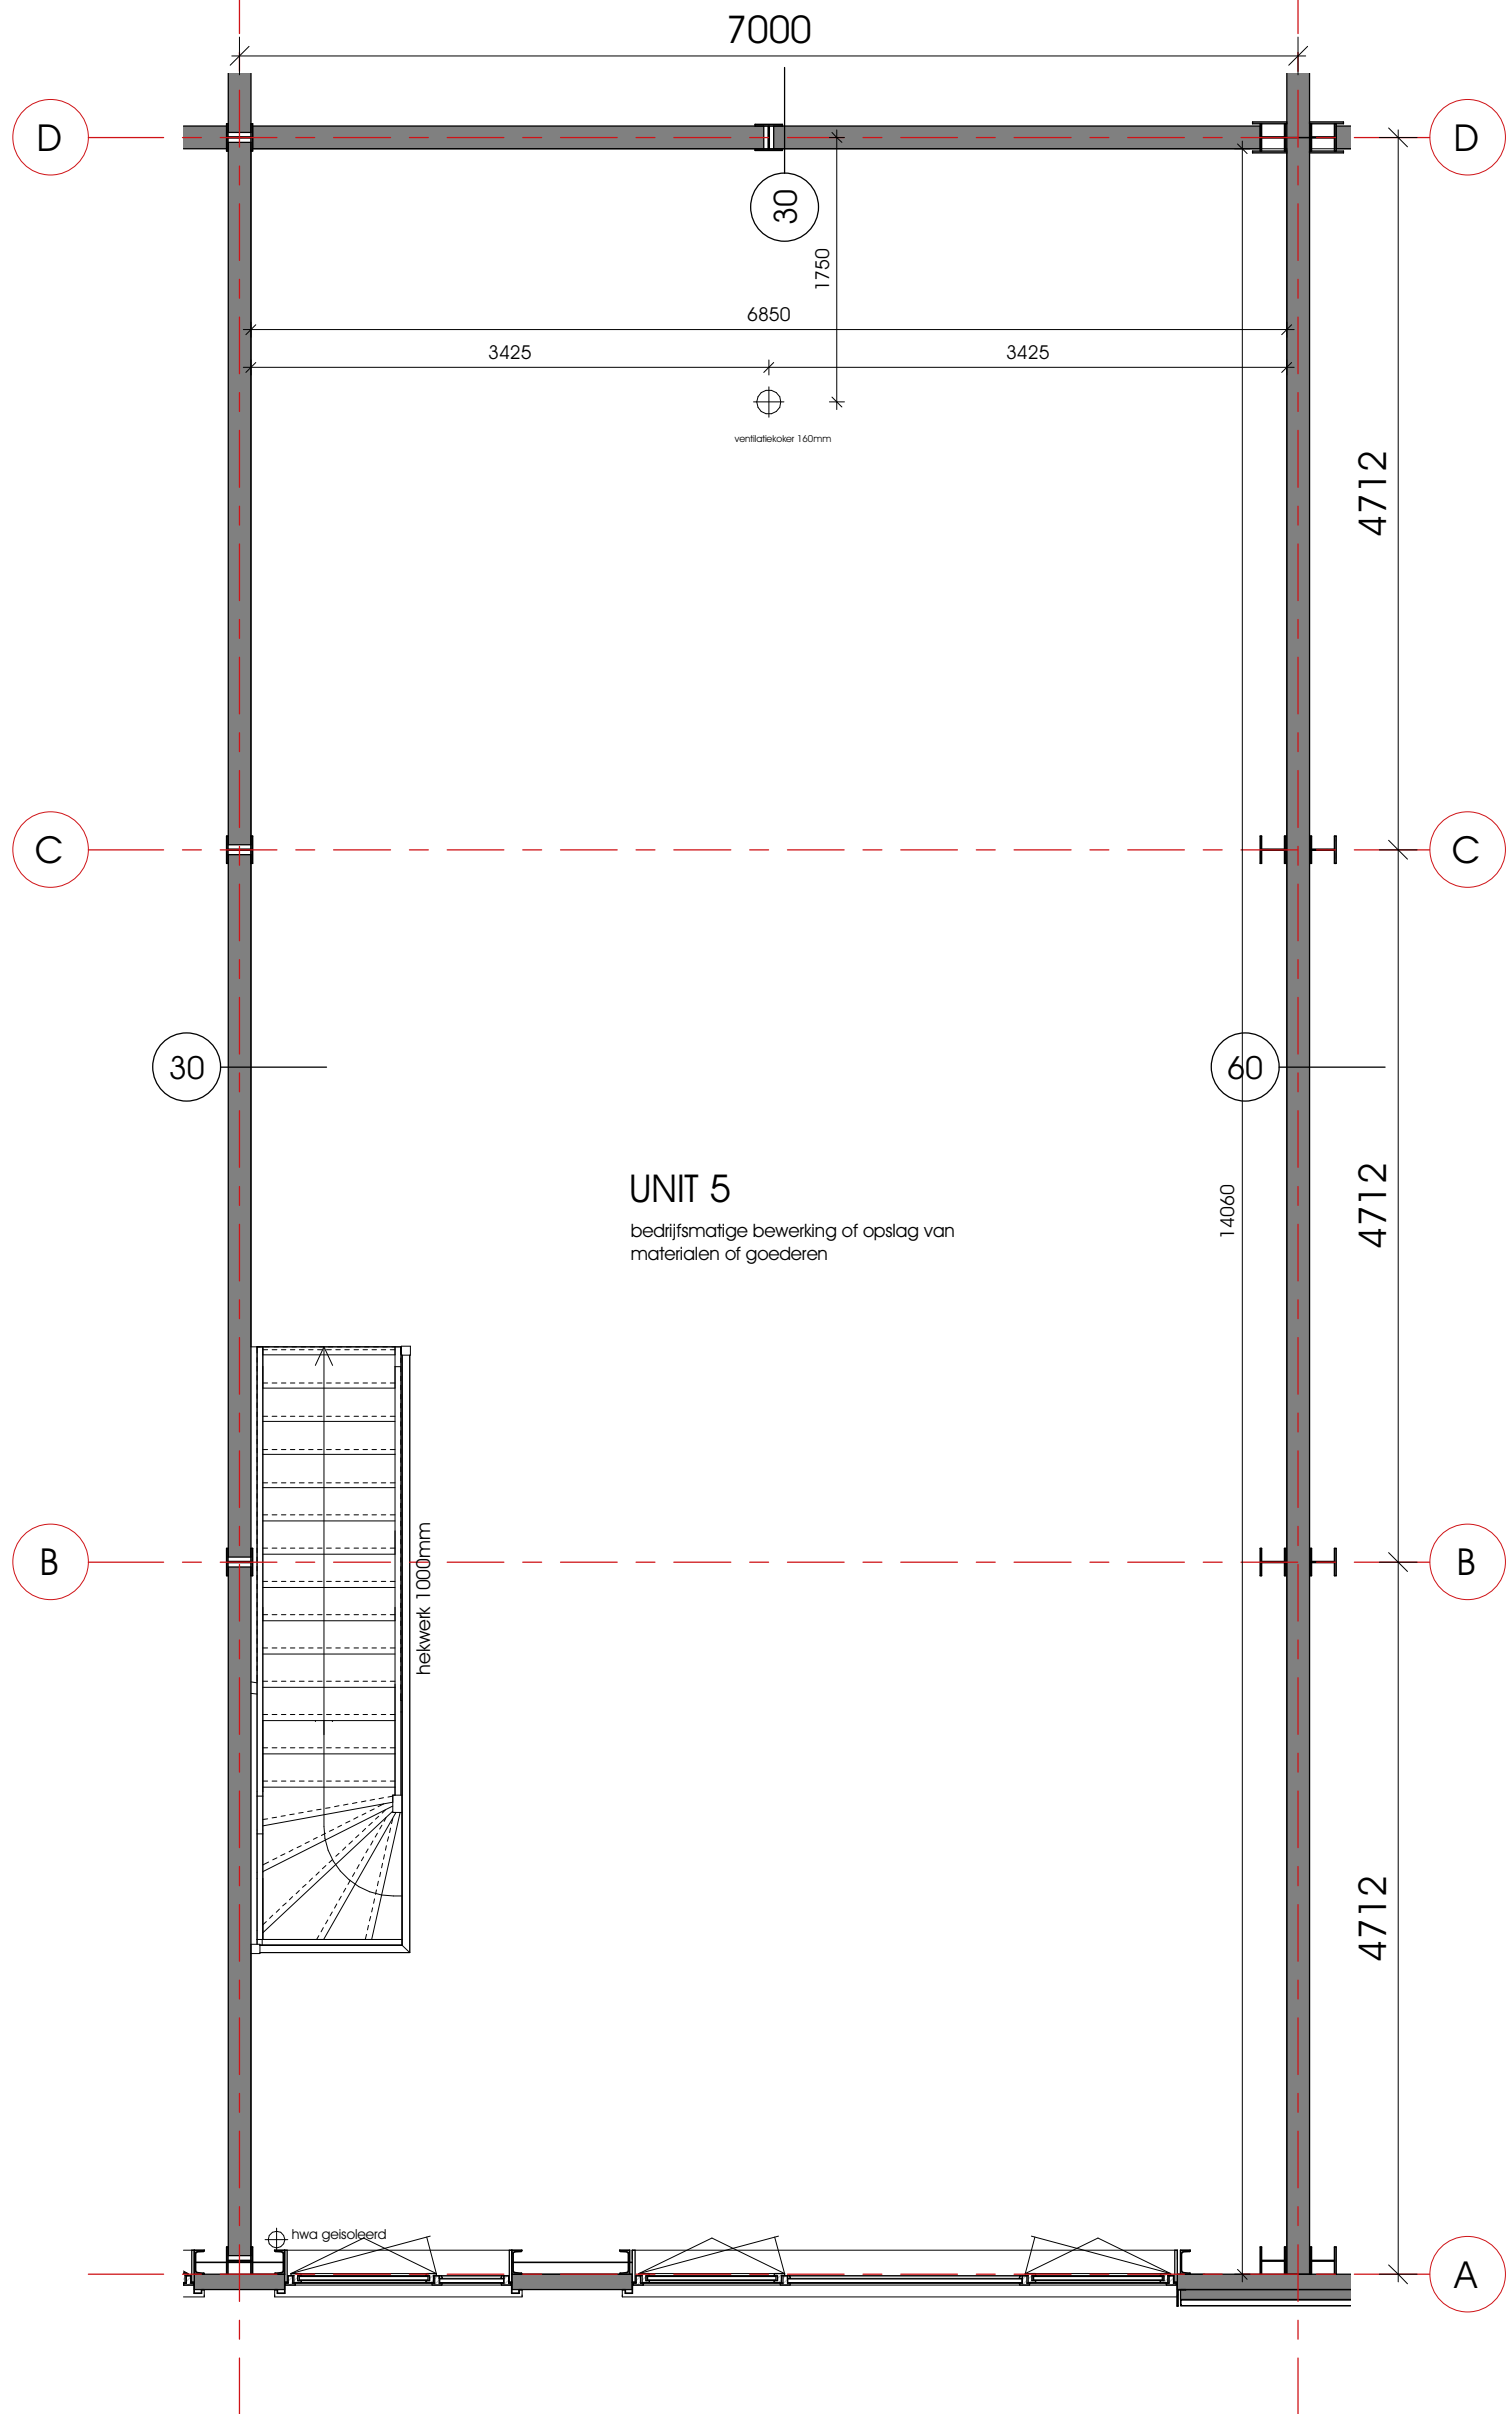 7000
D
D
30
1750
6850
3425
3425
ventilatiekoker 160mm
4712
C
C
30
60
UNIT 5
bedrijfsmatige bewerking of opslag van
materialen of goederen
14060
4712
hekwerk 1000mm
B
B
4712
hwa geisoleerd
A